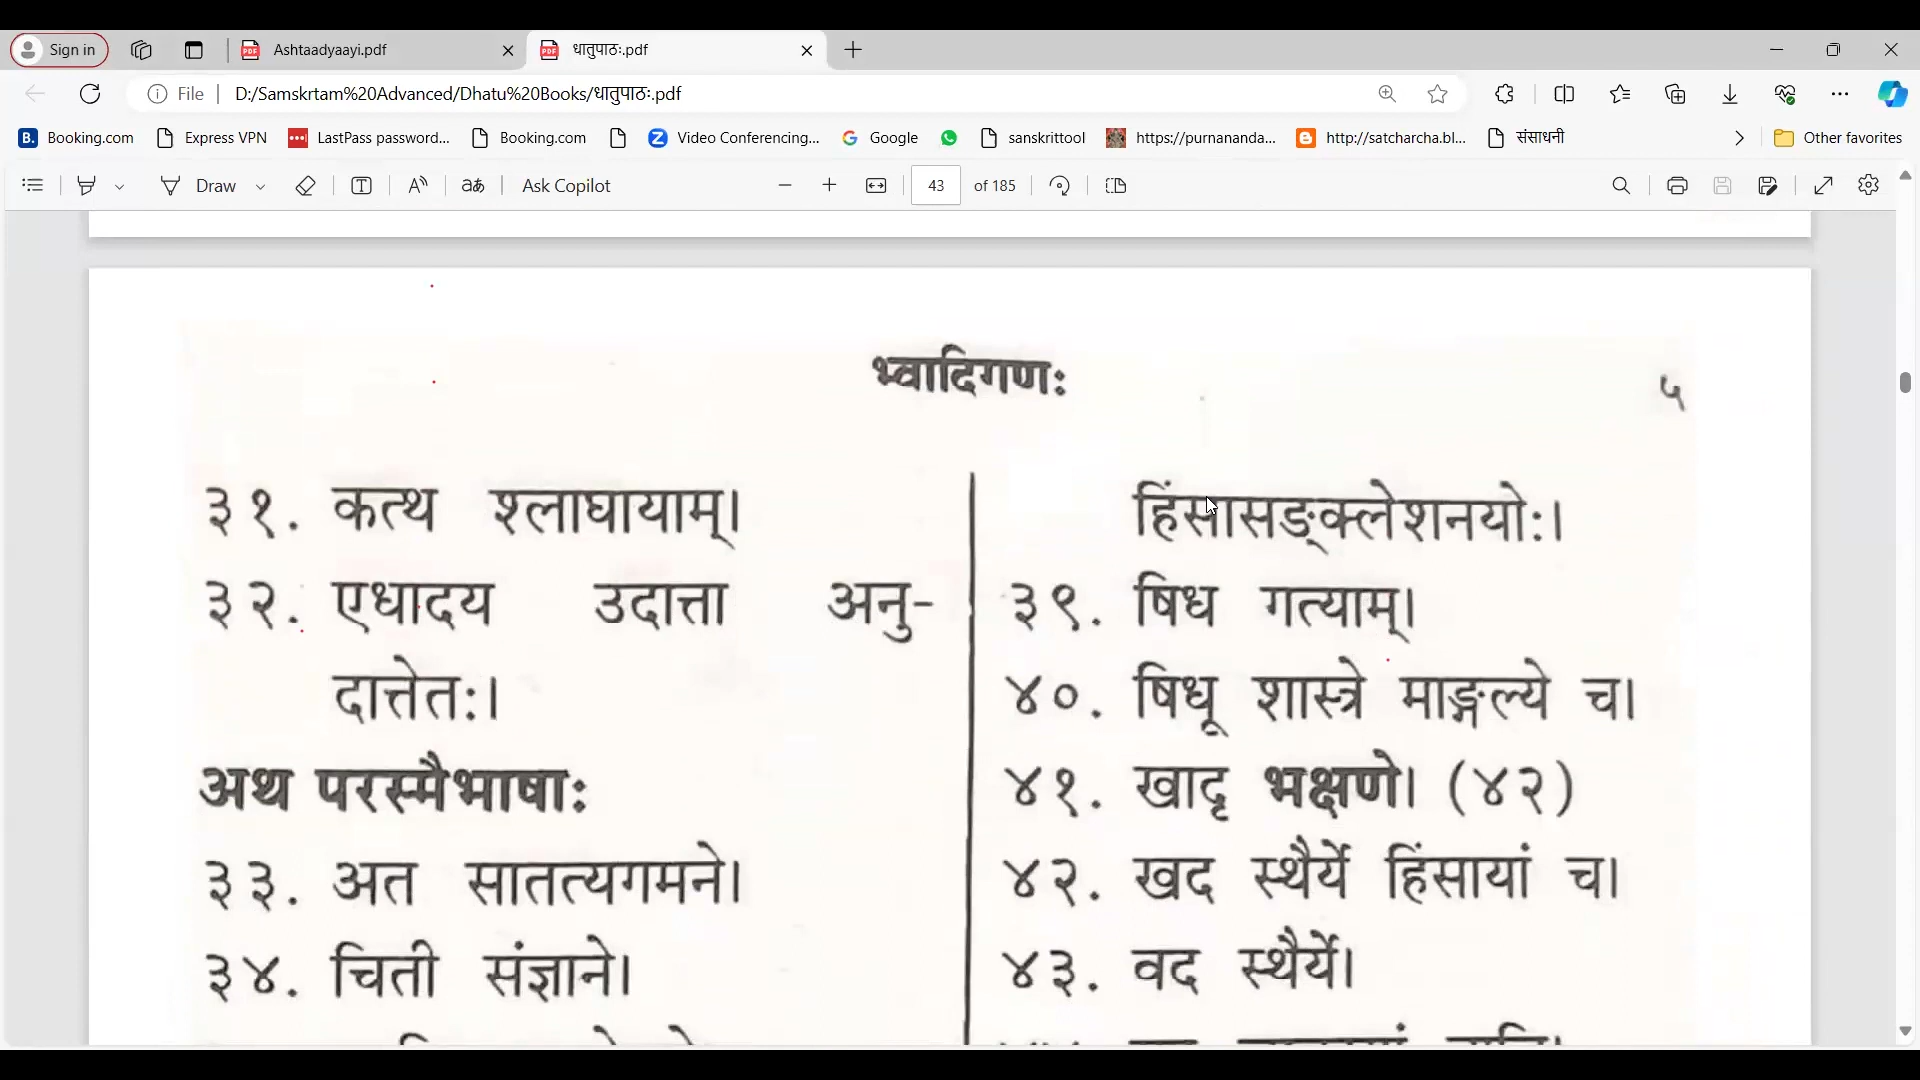 Sign in
Ashtaadyaayi.pdf
धातुपाठः.pdf
File
D:/Samskrtam%20Advanced/Dhatu%20Books/धातुपाठः.pdf
Booking.com
Express VPN
LastPass password...
Booking.com
Video Conferencing...
Google
sanskrittool
https://purnananda...
http://satcharcha.bl...
संसाधनी
Other favorites
Draw
Ask Copilot
43 of 185
भ्वादिगणः
५
३१. कत्थ श्लाघायाम्।
३२. एधादय उदात्ता अनु-
दात्तेतः।
अथ परस्मैभाषाः
३३. अत सातत्यगमने।
३४. चिती संज्ञाने।
हिंसासङ्क्लेशनयोः।
३९. षिध गत्याम्।
४०. षिधू शास्त्रे माङ्गल्ये च।
४१. खादृ भक्षणे। (४२)
४२. खद स्थैर्ये हिंसायां च।
४३. वद स्थैर्ये।